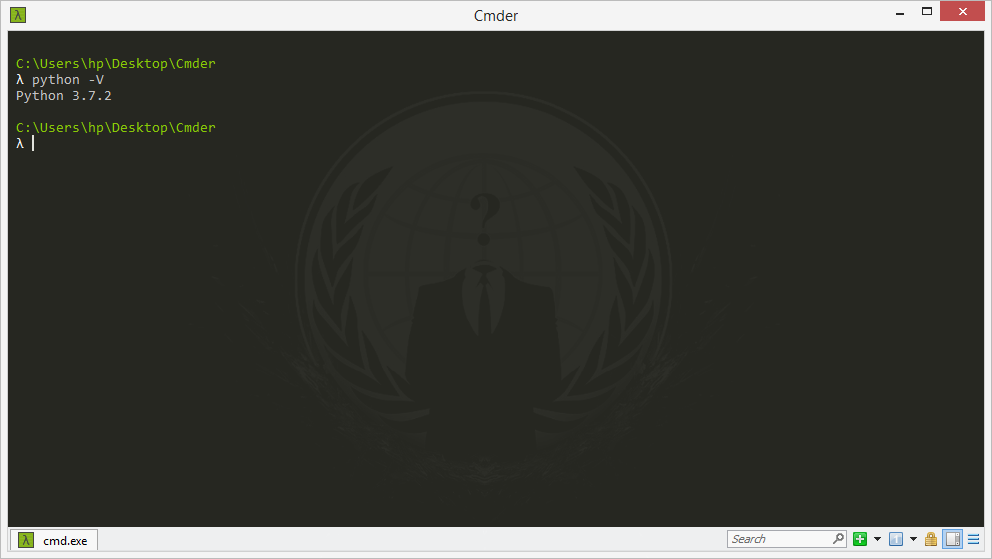 Cmder
C:\Users\hp\Desktop\Cmder
λ python -V
Python 3.7.2
C:\Users\hp\Desktop\Cmder
λ
?
λ cmd.exe
Search